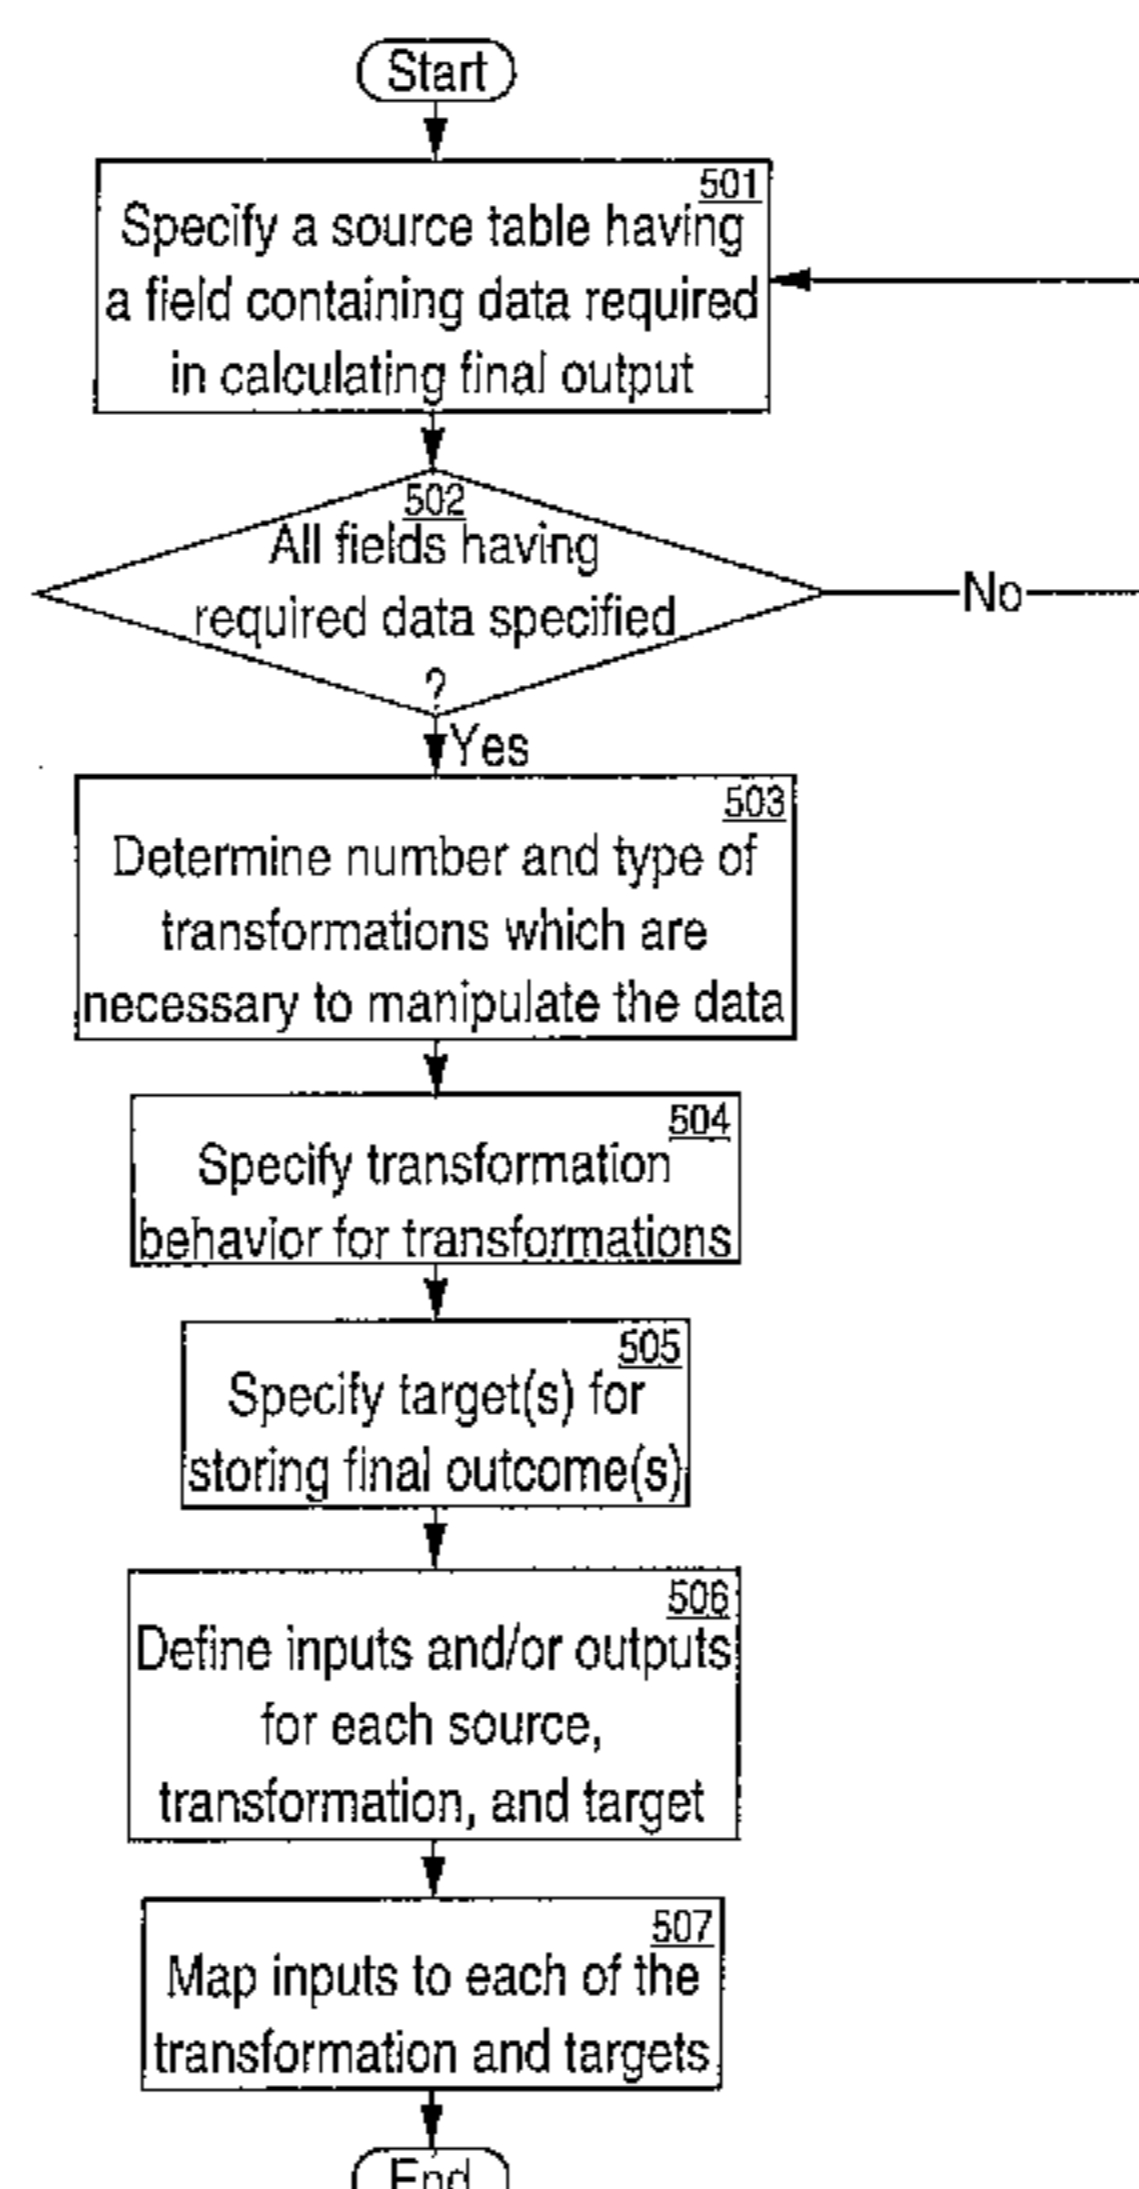 Start
501
Specify a source table having
a field containing data required
in calculating final output
502
All fields having
required data specified
?
No
Yes
503
Determine number and type of
transformations which are
necessary to manipulate the data
504
Specify transformation
behavior for transformations
505
Specify target(s) for
storing final outcome(s)
506
Define inputs and/or outputs
for each source,
transformation, and target
507
Map inputs to each of the
transformation and targets
End